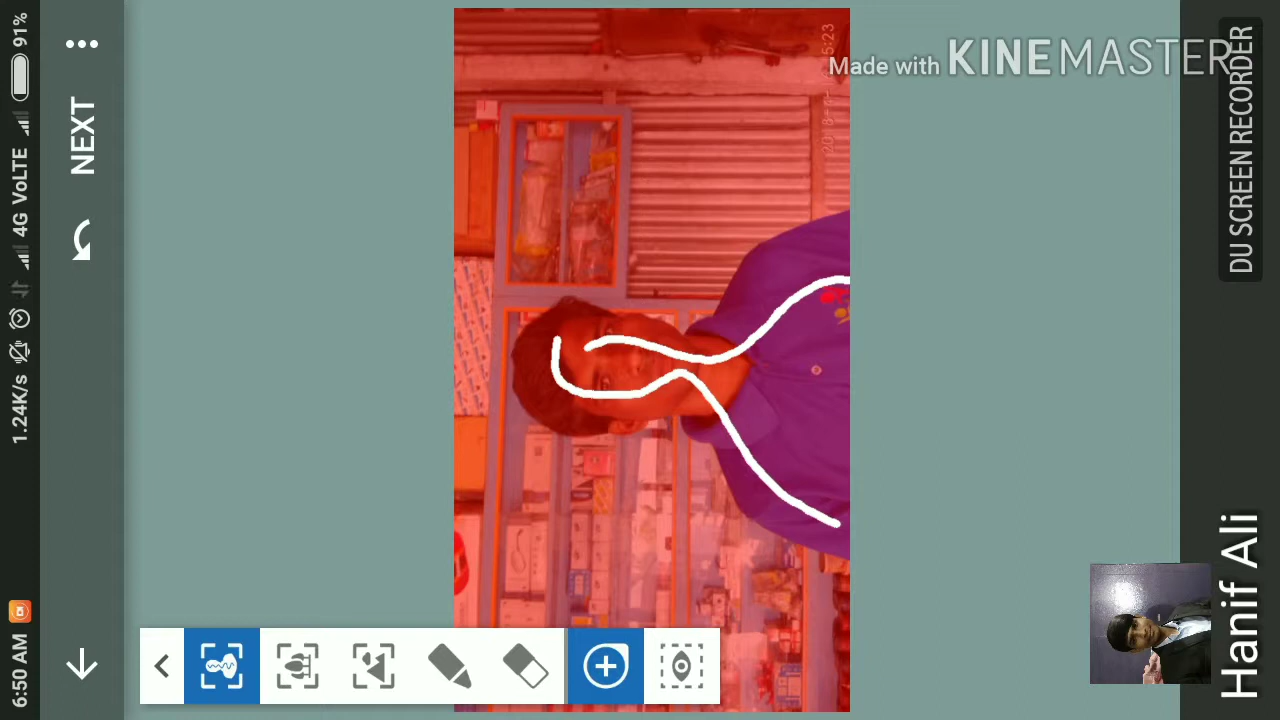 Made with KINEMASTER
DU SCREEN RECORDER
6:50 AM
1.24K/s
4G VoLTE
91%
NEXT
Hanif Ali